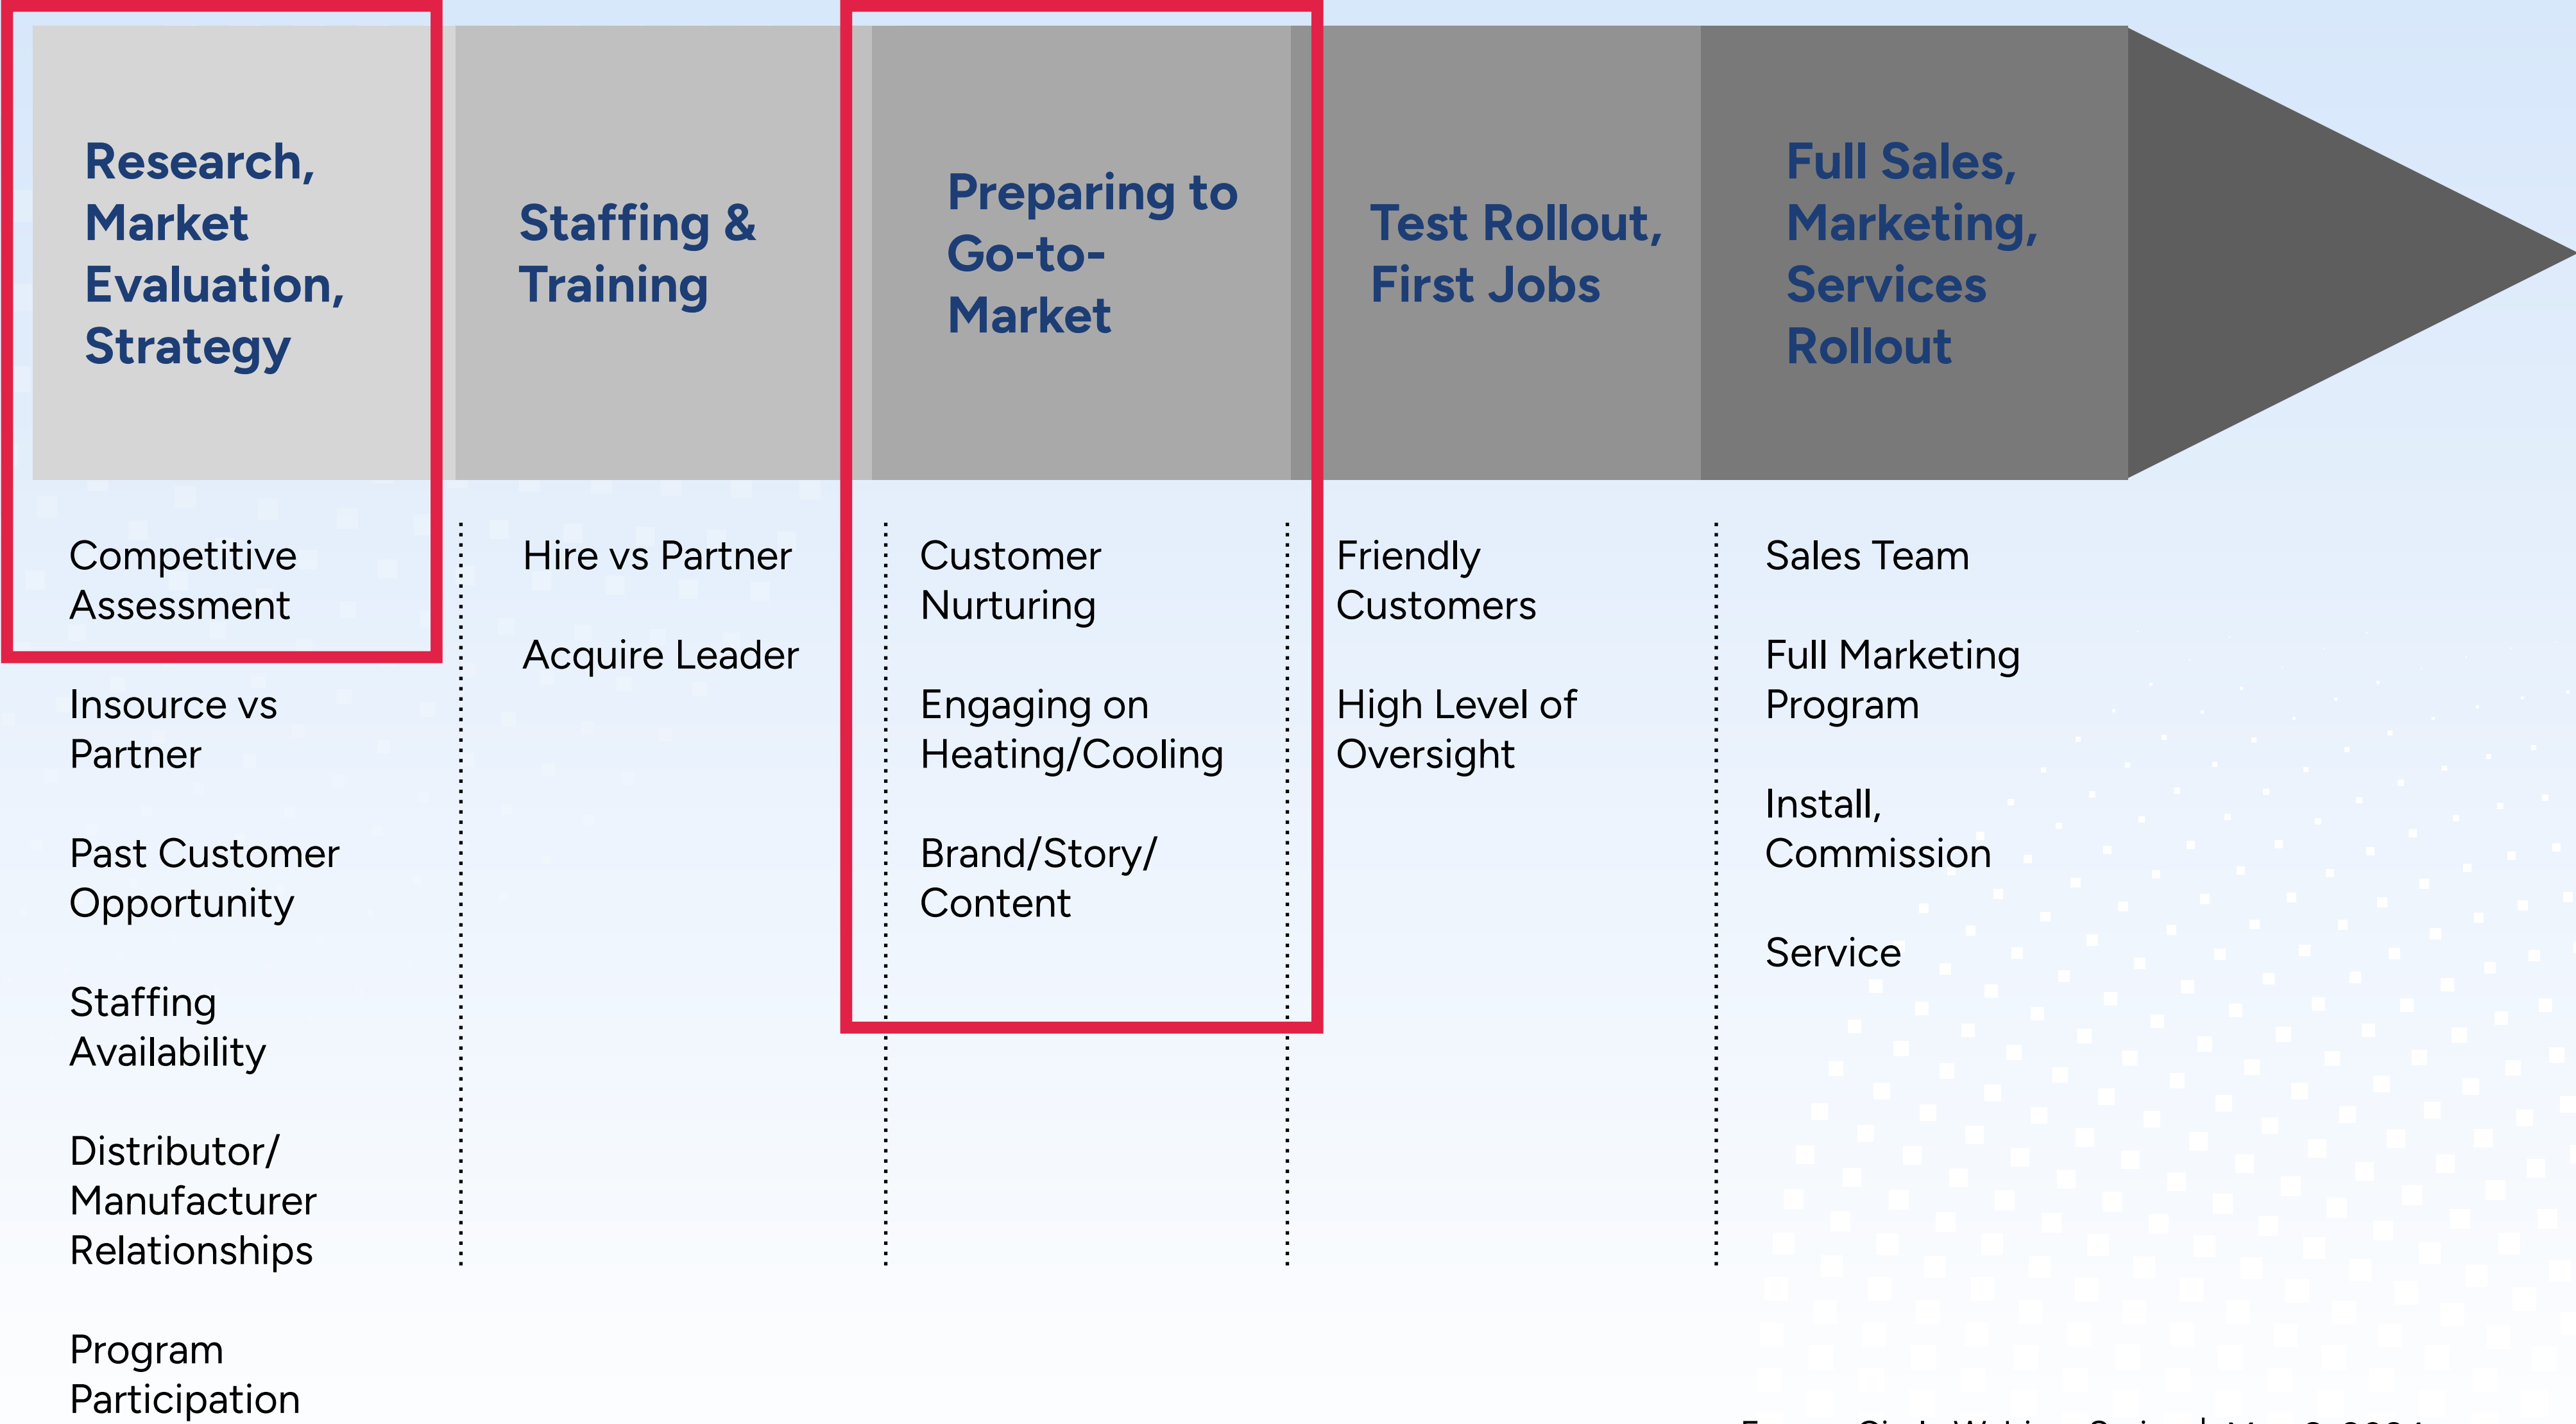 Research,
Market
Evaluation,
Strategy
Staffing &
Training
Preparing to
Go-to-
Market
Test Rollout,
First Jobs
Full Sales,
Marketing,
Services
Rollout
Competitive
Assessment
Insource vs
Partner
Past Customer
Opportunity
Staffing
Availability
Distributor/
Manufacturer
Relationships
Program
Participation
Hire vs Partner
Acquire Leader
Customer
Nurturing
Engaging on
Heating/Cooling
Brand/Story/
Content
Friendly
Customers
High Level of
Oversight
Sales Team
Full Marketing
Program
Install,
Commission
Service